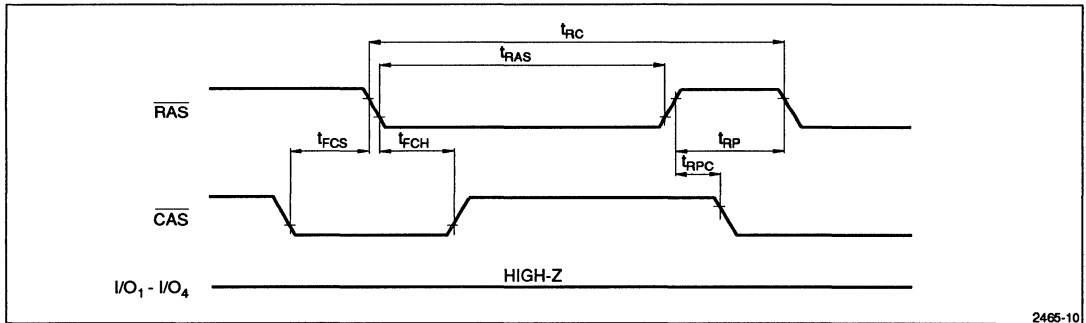 tRC
tRAS
RAS
tFCS
tFCH
tRP
tRPC
CAS
HIGH-Z
I/O1 - I/O4
2465-10